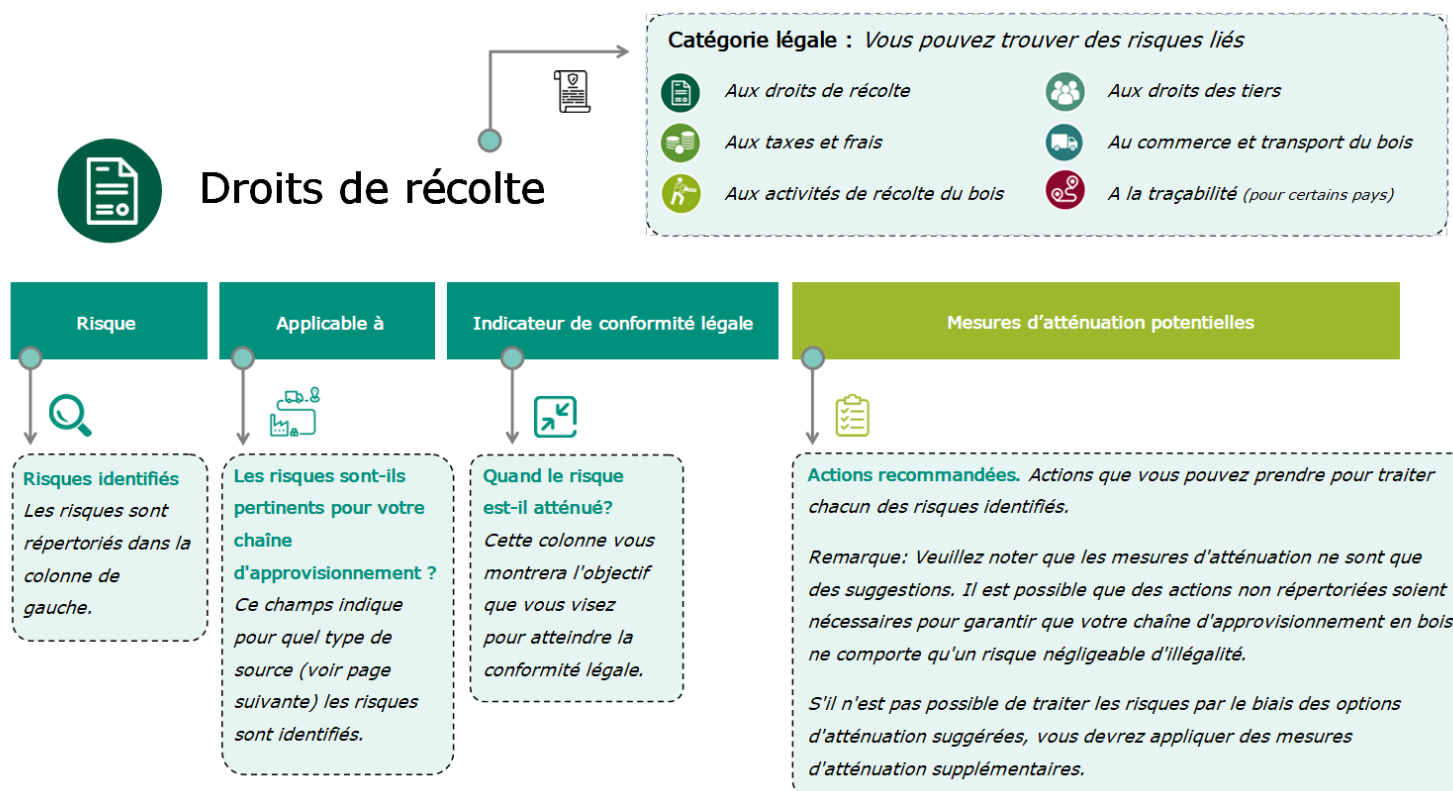 Catégorie légale : Vous pouvez trouver des risques liés
Aux droits de récolte
Aux droits des tiers
Aux taxes et frais
Au commerce et transport du bois
Aux activités de récolte du bois
A la traçabilité (pour certains pays)
Droits de récolte
Risque
Applicable à
Indicateur de conformité légale
Mesures d’atténuation potentielles
Risques identifiés
Les risques sont
répertoriés dans la
colonne de
gauche.
Les risques sont-ils
pertinents pour votre
chaîne
d'approvisionnement ?
Ce champs indique
pour quel type de
source (voir page
suivante) les risques
sont identifiés.
Quand le risque
est-il atténué?
Cette colonne vous
montrera l'objectif
que vous visez
pour atteindre la
conformité légale.
Actions recommandées. Actions que vous pouvez prendre pour traiter
chacun des risques identifiés.
Remarque: Veuillez noter que les mesures d'atténuation ne sont que
des suggestions. Il est possible que des actions non répertoriées soient
nécessaires pour garantir que votre chaîne d'approvisionnement en bois
ne comporte qu'un risque négligeable d'illégalité.
S'il n'est pas possible de traiter les risques par le biais des options
d'atténuation suggérées, vous devrez appliquer des mesures
d'atténuation supplémentaires.